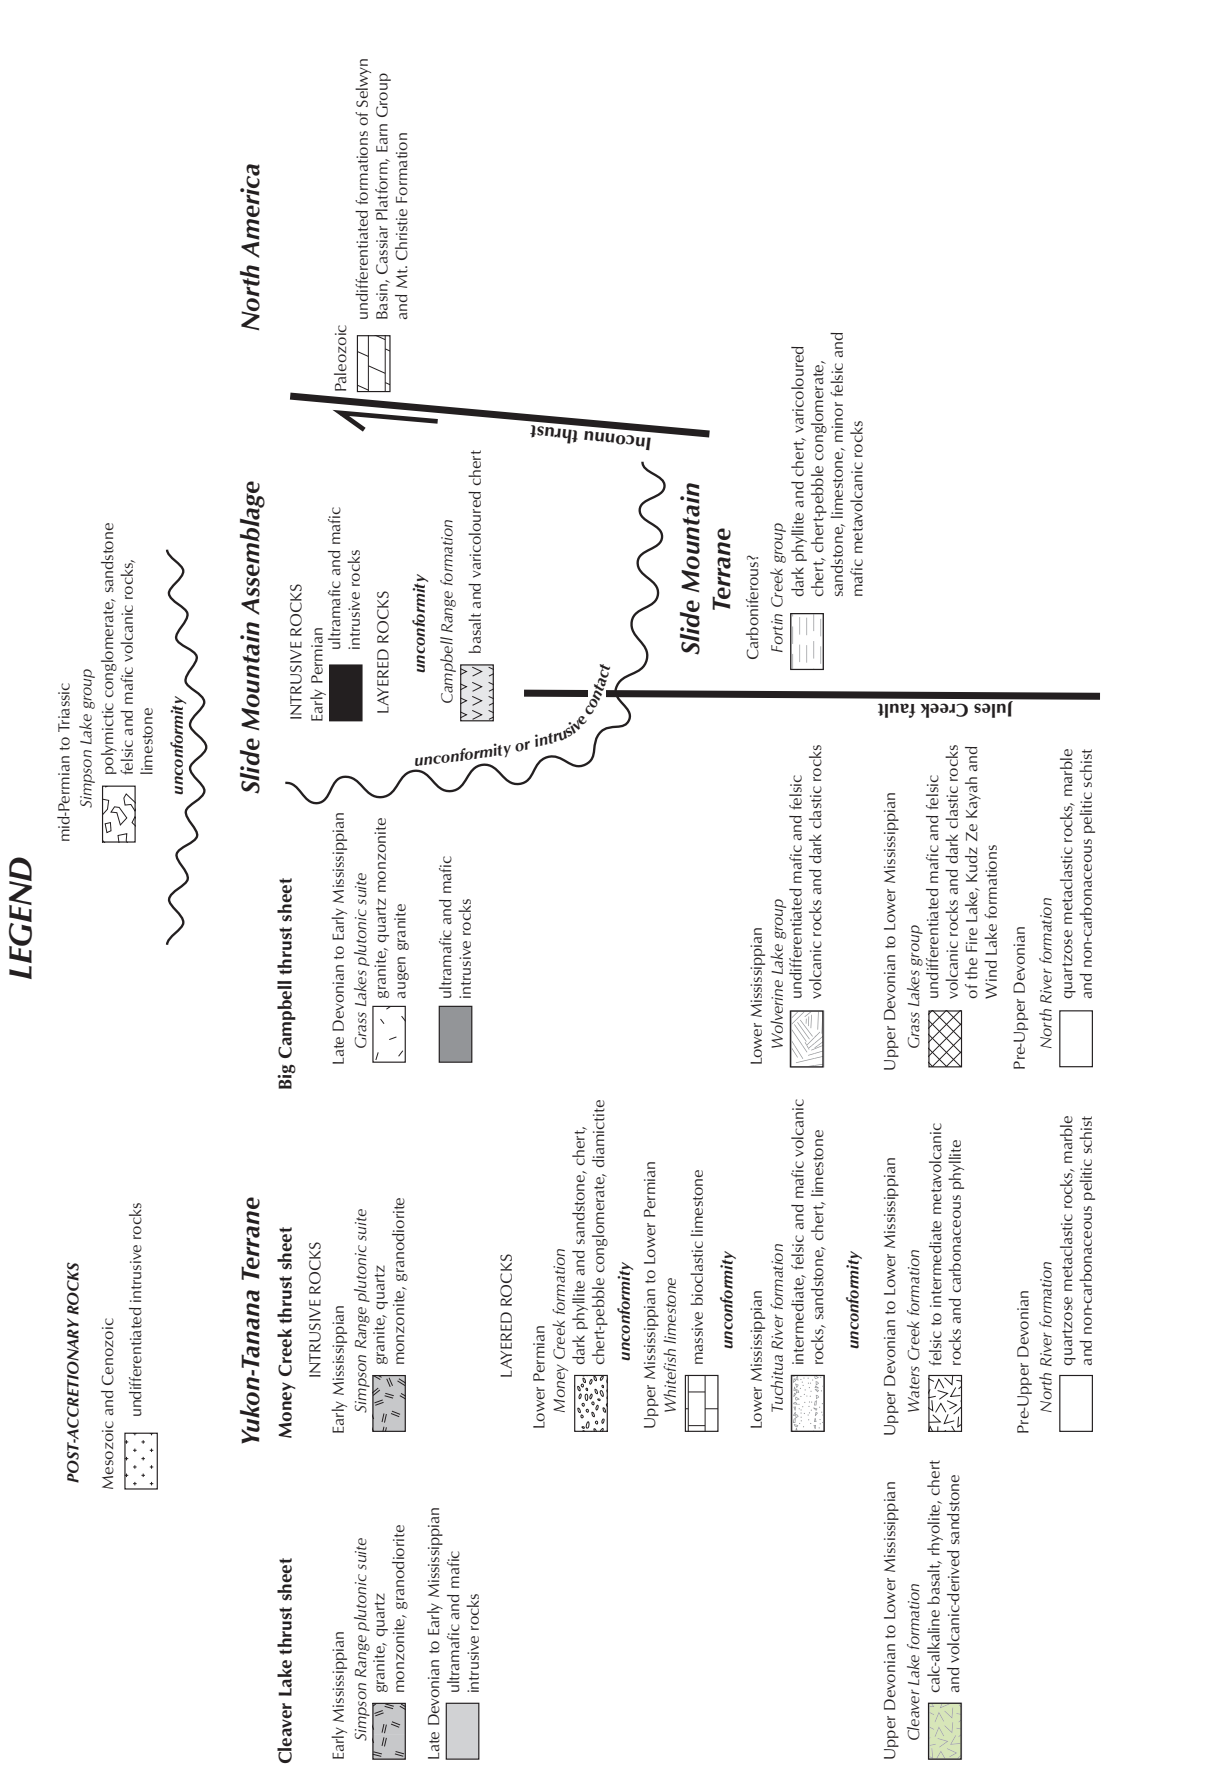 LEGEND
POST-ACCRETIONARY ROCKS
Mesozoic and Cenozoic
undifferentiated intrusive rocks
mid-Permian to Triassic
Simpson Lake group
polymictic conglomerate, sandstone
felsic and mafic volcanic rocks,
limestone
unconformity
Yukon-Tanana Terrane
Slide Mountain Assemblage
North America
Cleaver Lake thrust sheet
Early Mississippian
Simpson Range plutonic suite
granite, quartz
monzonite, granodiorite
Late Devonian to Early Mississippian
ultramafic and mafic
intrusive rocks
Upper Devonian to Lower Mississippian
Cleaver Lake formation
calc-alkaline basalt, rhyolite, chert
and volcanic-derived sandstone
Money Creek thrust sheet
INTRUSIVE ROCKS
Early Mississippian
Simpson Range plutonic suite
granite, quartz
monzonite, granodiorite
LAYERED ROCKS
Lower Permian
Money Creek formation
dark phyllite and sandstone, chert,
chert-pebble conglomerate, diamictite
unconformity
Upper Mississippian to Lower Permian
Whitefish limestone
massive bioclastic limestone
unconformity
Lower Mississippian
Tuchitua River formation
intermediate, felsic and mafic volcanic
rocks, sandstone, chert, limestone
unconformity
Upper Devonian to Lower Mississippian
Waters Creek formation
felsic to intermediate metavolcanic
rocks and carbonaceous phyllite
Pre-Upper Devonian
North River formation
quartzose metaclastic rocks, marble
and non-carbonaceous pelitic schist
Big Campbell thrust sheet
Late Devonian to Early Mississippian
Grass Lakes plutonic suite
granite, quartz monzonite
augen granite
ultramafic and mafic
intrusive rocks
Lower Mississippian
Wolverine Lake group
undifferentiated mafic and felsic
volcanic rocks and dark clastic rocks
Upper Devonian to Lower Mississippian
Grass Lakes group
undifferentiated mafic and felsic
volcanic rocks and dark clastic rocks
of the Fire Lake, Kudz Ze Kayah and
Wind Lake formations
Pre-Upper Devonian
North River formation
quartzose metaclastic rocks, marble
and non-carbonaceous pelitic schist
unconformity or intrusive contact
INTRUSIVE ROCKS
Early Permian
ultramafic and mafic
intrusive rocks
LAYERED ROCKS
unconformity
Campbell Range formation
basalt and varicoloured chert
Jules Creek fault
Slide Mountain
Terrane
Carboniferous?
Fortin Creek group
dark phyllite and chert, varicoloured
chert, chert-pebble conglomerate,
sandstone, limestone, minor felsic and
mafic metavolcanic rocks
Inconnu thrust
Paleozoic
undifferentiated formations of Selwyn
Basin, Cassiar Platform, Earn Group
and Mt. Christie Formation